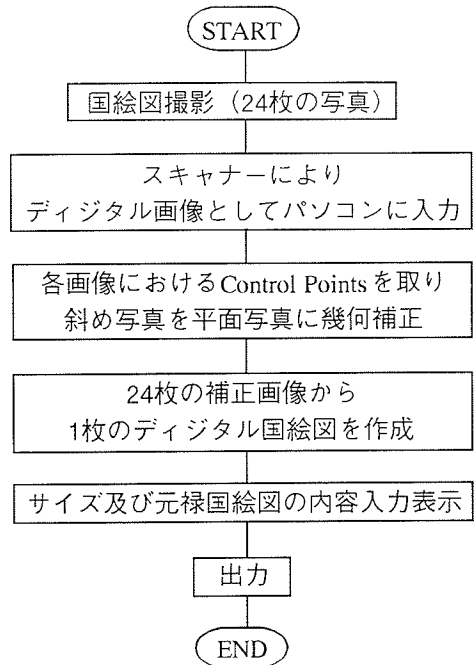 START
国絵図撮影（24枚の写真）
スキャナーにより
ディジタル画像としてパソコンに入力
各画像におけるControl Pointsを取り
斜め写真を平面写真に幾何補正
24枚の補正画像から
1枚のディジタル国絵図を作成
サイズ及び元禄国絵図の内容入力表示
出力
END